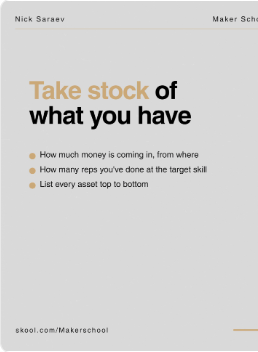 Nick Saraev
Maker Scho
Take stock of
what you have
How much money is coming in, from where
How many reps you've done at the target skill
List every asset top to bottom
skool.com/Makerschool